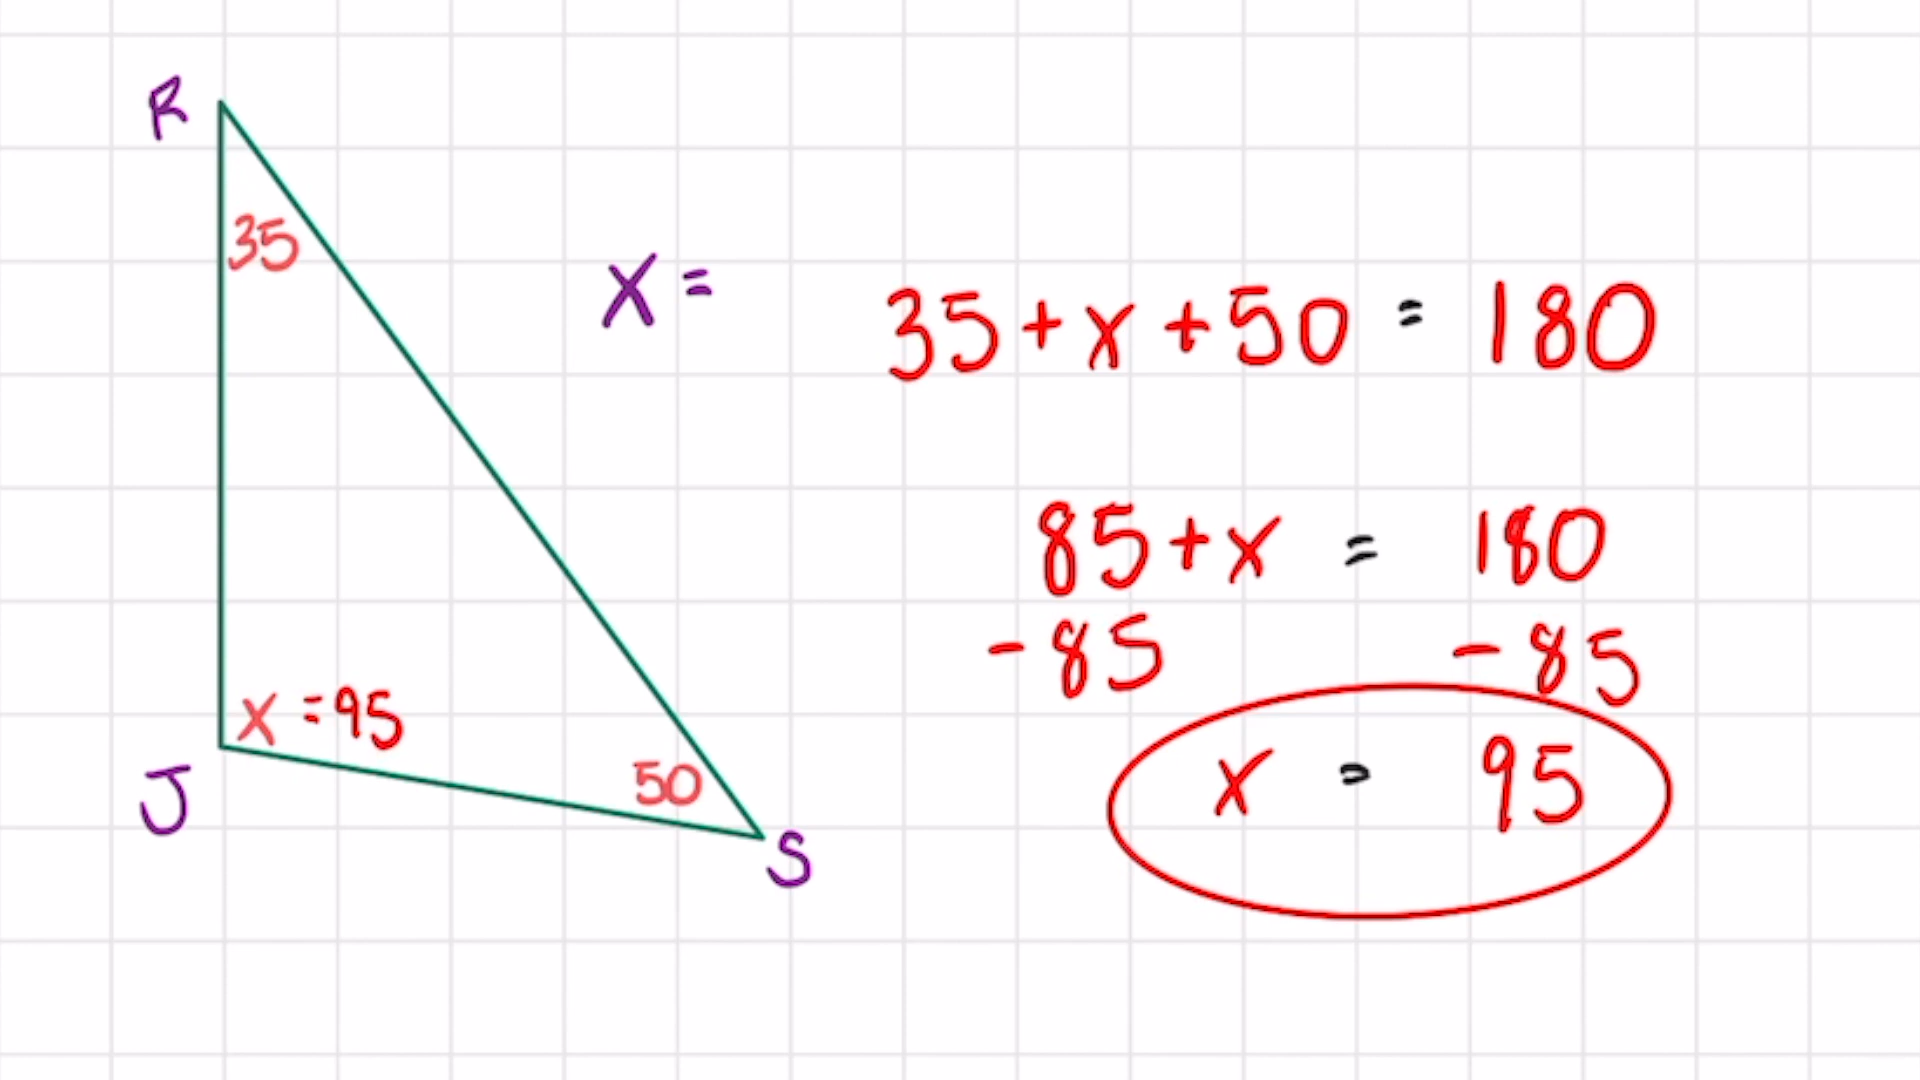 R
35
X =
35 + x + 50 = 180
85 + x = 180
- 85 - 85
x = 95
x = 95
50
J
S